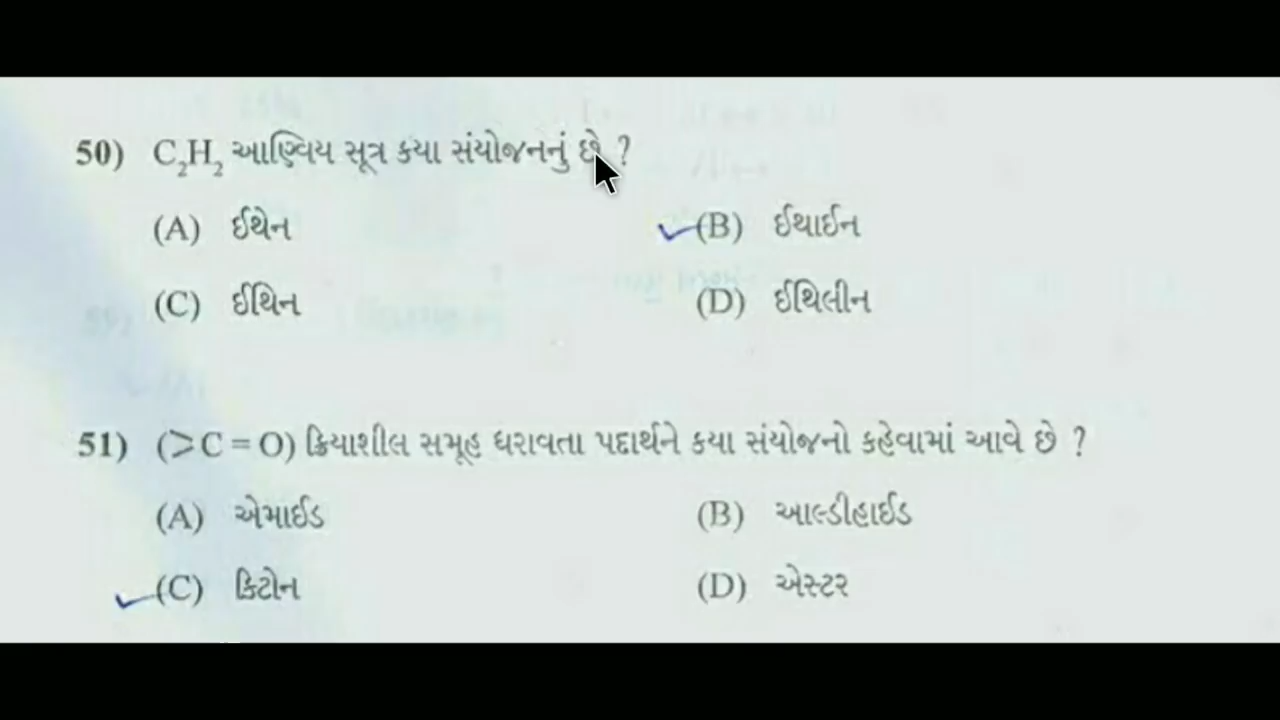 50) C₂H₂ આણ્વિય સૂત્ર કયા સંયોજનનું છે ?
(A) ઈથેન (B) ઈથાઈન
(C) ઈથિન (D) ઈથિલીન
51) (>C = O) ક્રિયાશીલ સમૂહ ધરાવતા પદાર્થને કયા સંયોજનો કહેવામાં આવે છે ?
(A) એમાઈડ (B) આલ્ડીહાઈડ
(C) કિટોન (D) એસ્ટર